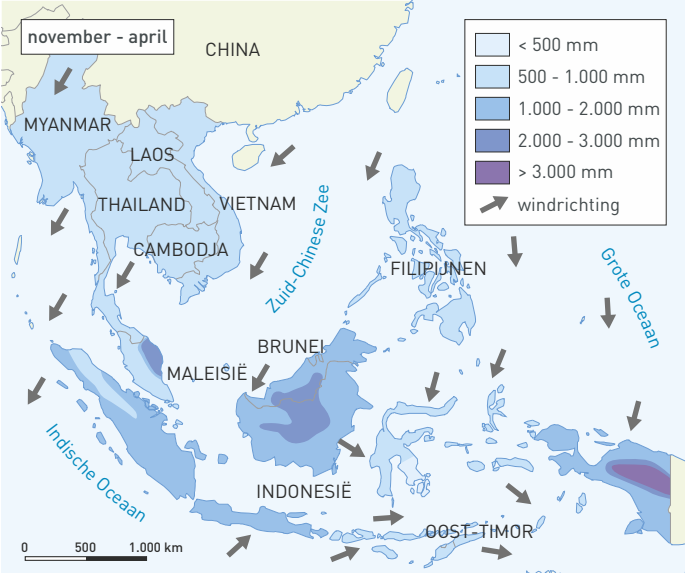 november - april
CHINA
< 500 mm
500 - 1.000 mm
1.000 - 2.000 mm
2.000 - 3.000 mm
> 3.000 mm
windrichting
MYANMAR
LAOS
THAILAND
VIETNAM
CAMBODJA
Zuid-Chinese Zee
FILIPIJNEN
Grote Oceaan
BRUNEI
MALEISIË
Indische Oceaan
INDONESIË
OOST-TIMOR
0 500 1.000 km